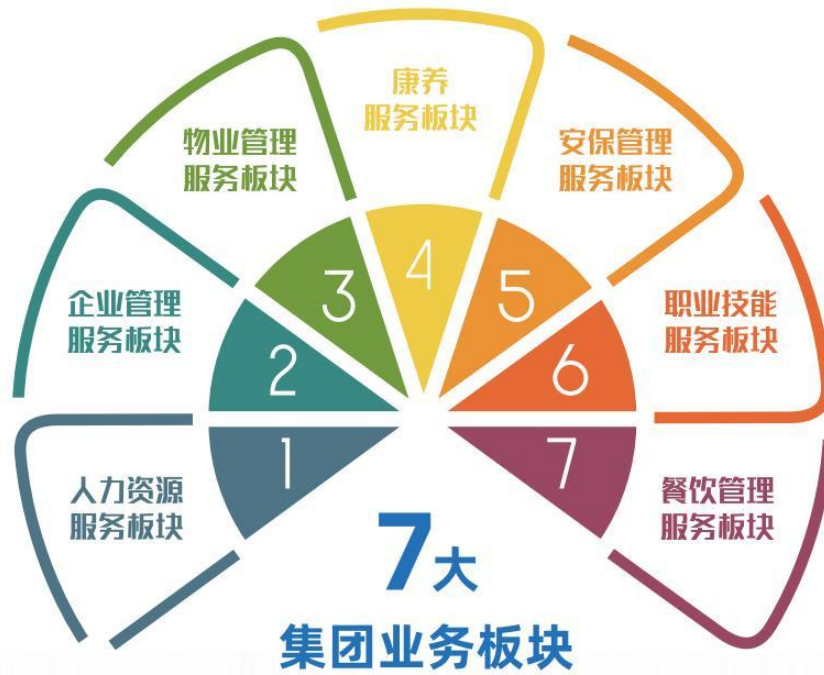 1
人力资源
服务板块
2
企业管理
服务板块
3
物业管理
服务板块
4
康养
服务板块
5
安保管理
服务板块
6
职业技能
服务板块
7
餐饮管理
服务板块
7大
集团业务板块